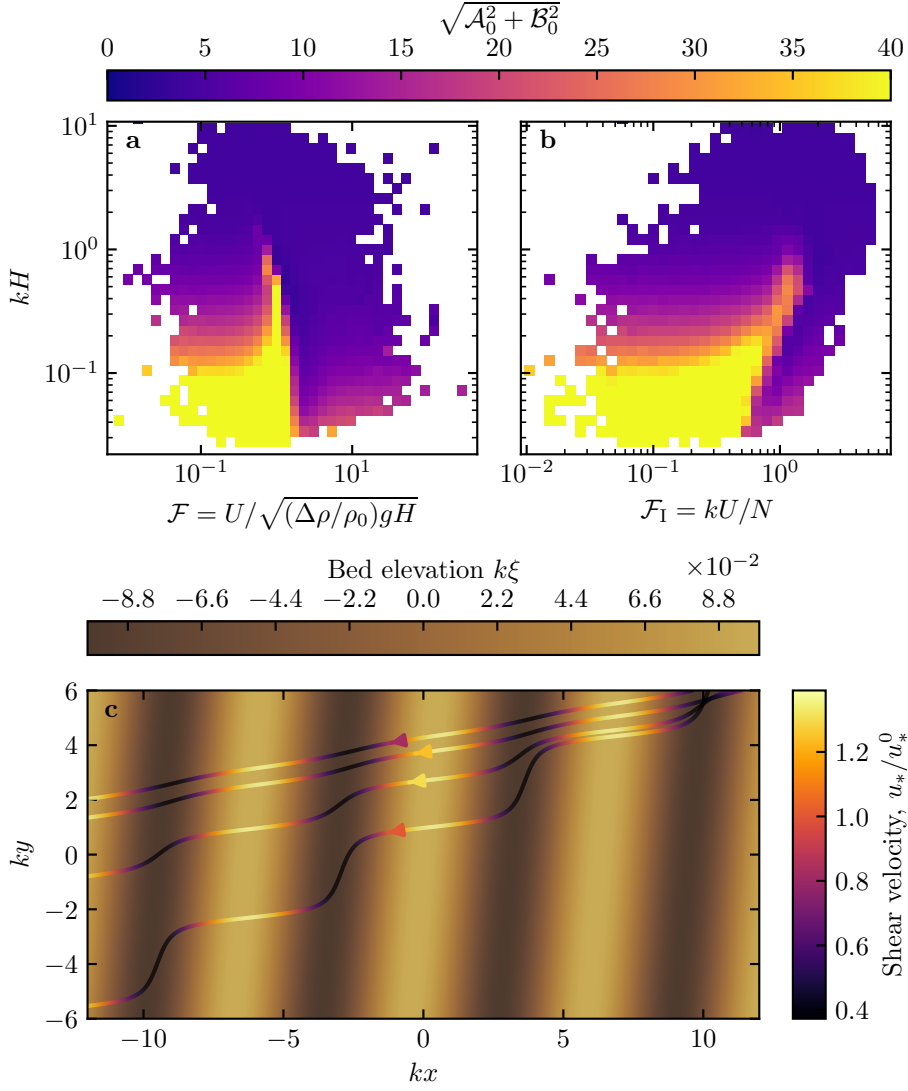 √(𝒜₀² + ℬ₀²)
0 5 10 15 20 25 30 35 40
a
b
10¹
10⁰
10⁻¹
kH
10⁻¹ 10¹
10⁻² 10⁻¹ 10⁰
ℱ = U/√((Δρ/ρ₀)gH)
ℱ_I = kU/N
Bed elevation kξ
×10⁻²
−8.8 −6.6 −4.4 −2.2 0.0 2.2 4.4 6.6 8.8
c
6
4
2
0
−2
−4
−6
ky
−10 −5 0 5 10
kx
1.2
1.0
0.8
0.6
0.4
Shear velocity, u_*/u_*⁰